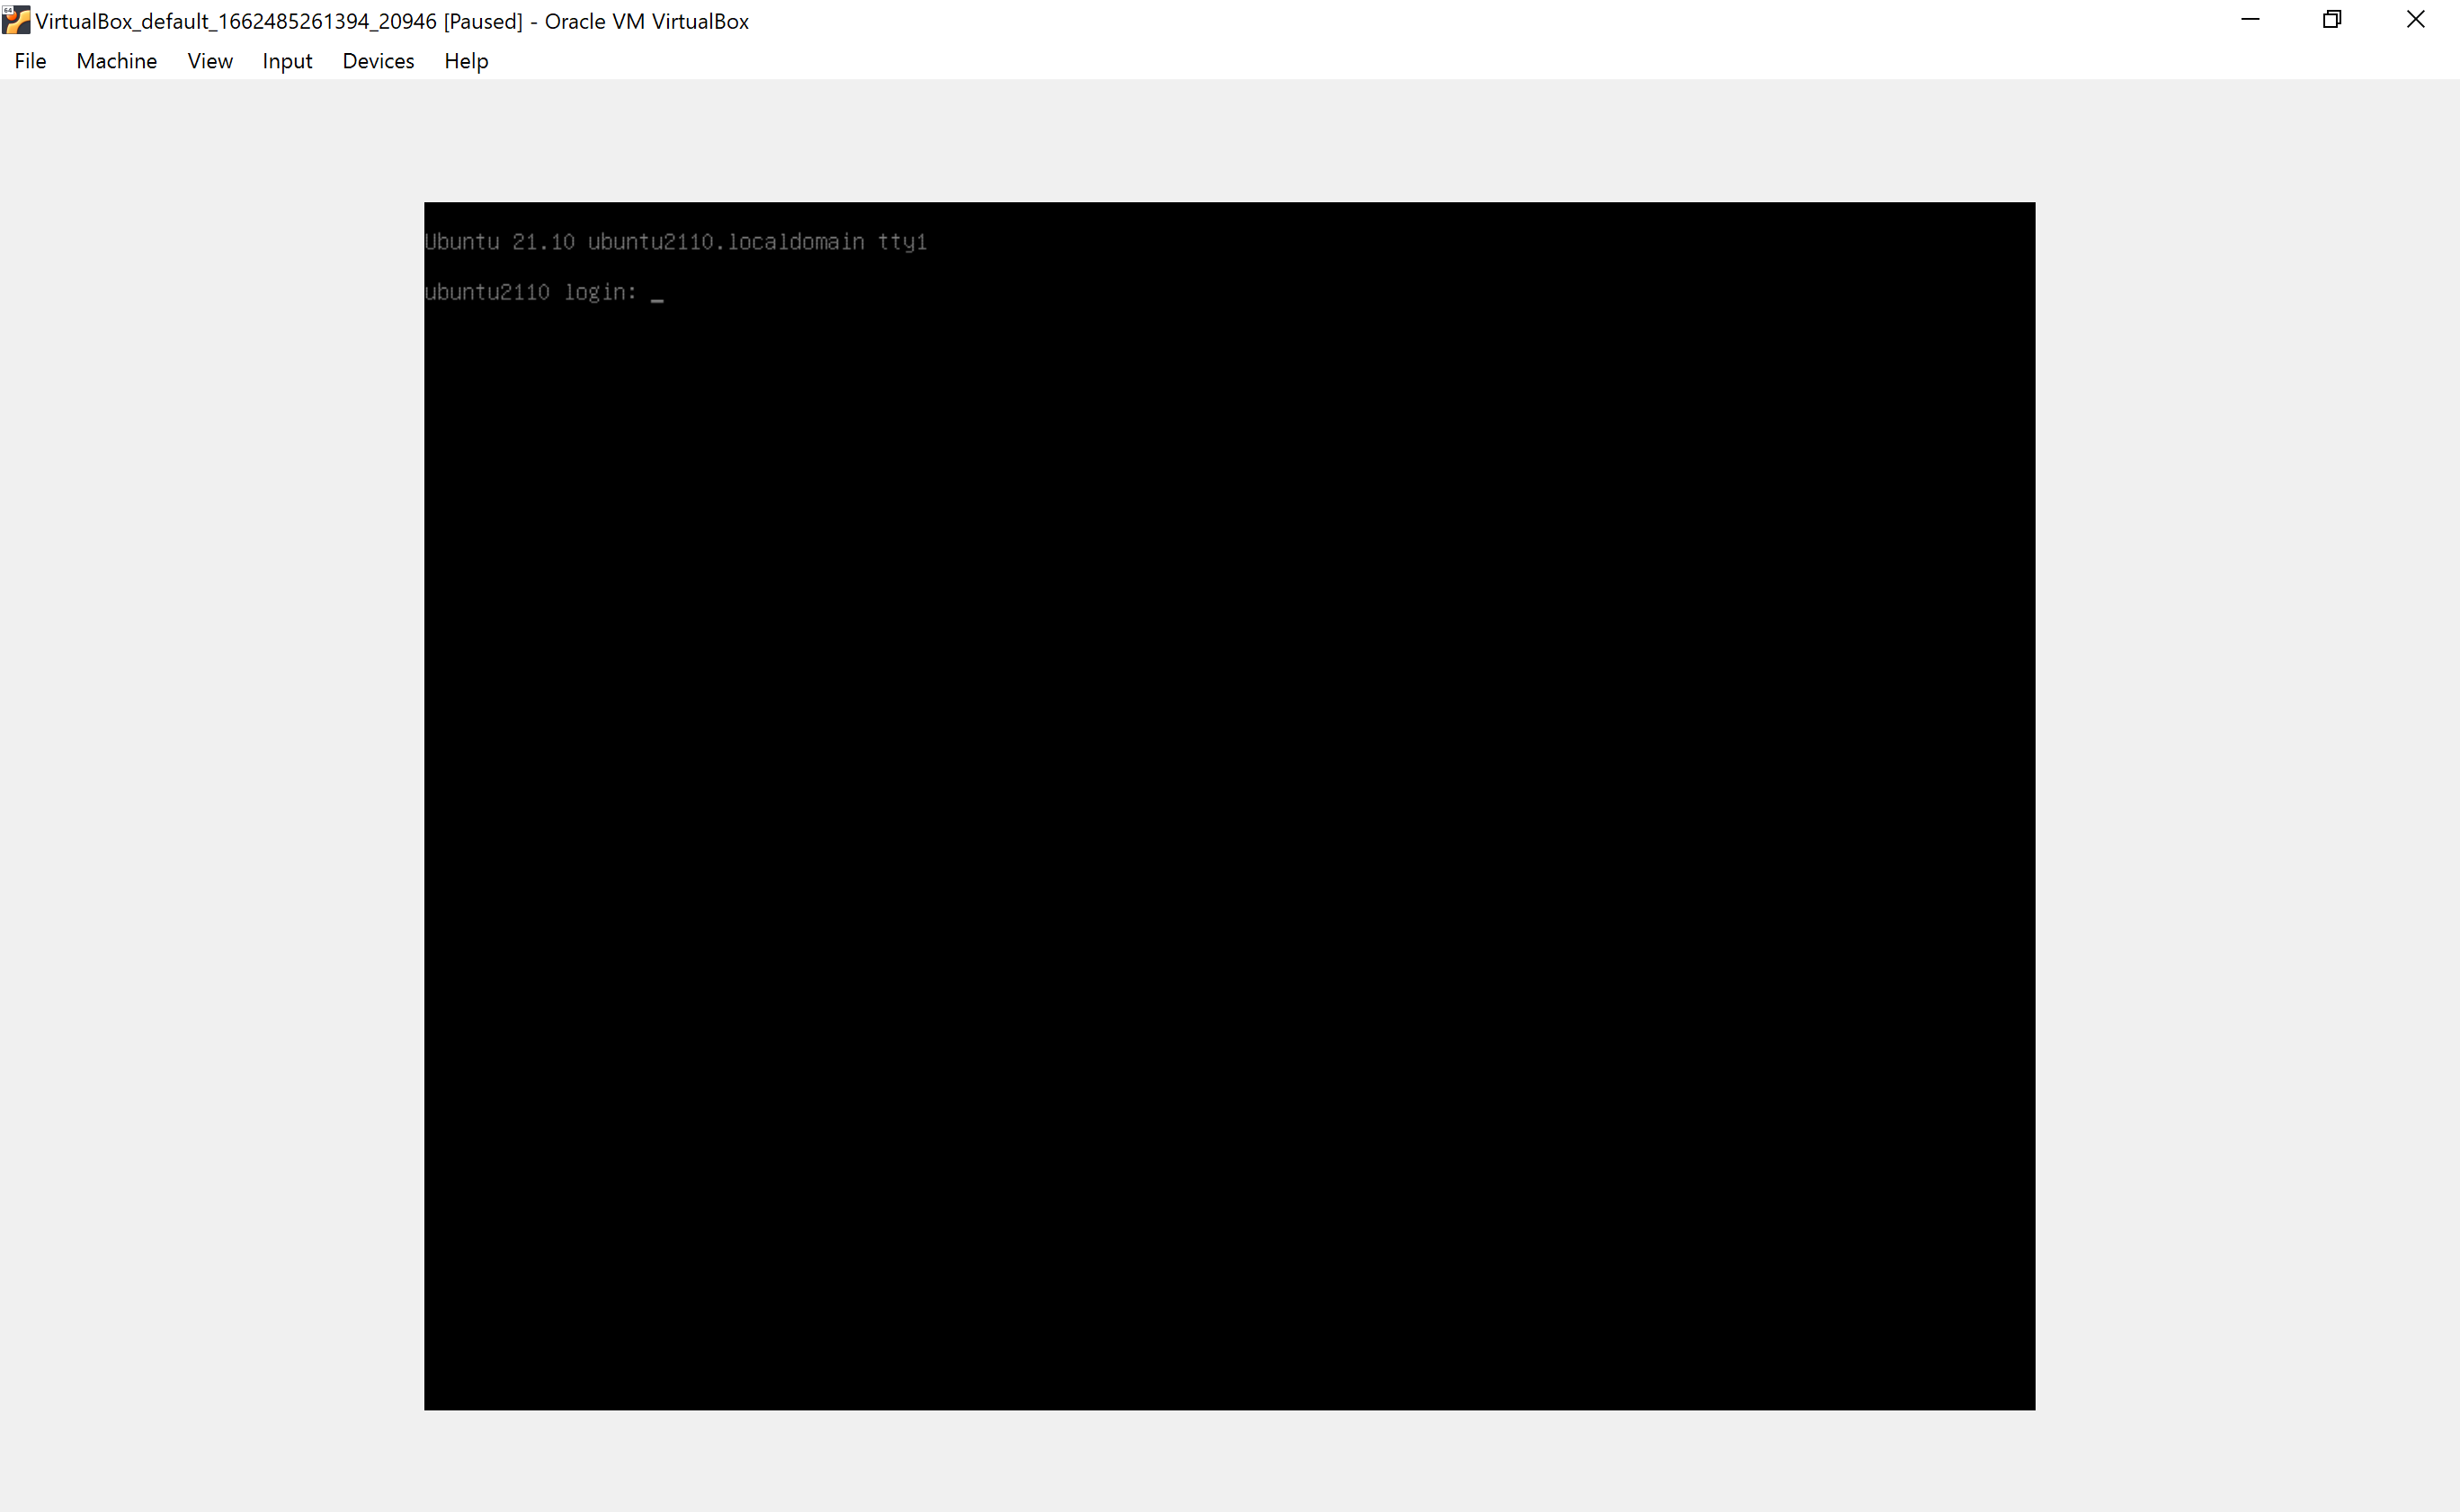 VirtualBox_default_1662485261394_20946 [Paused] - Oracle VM VirtualBox
File Machine View Input Devices Help
Ubuntu 21.10 ubuntu2110.localdomain tty1
ubuntu2110 login: _